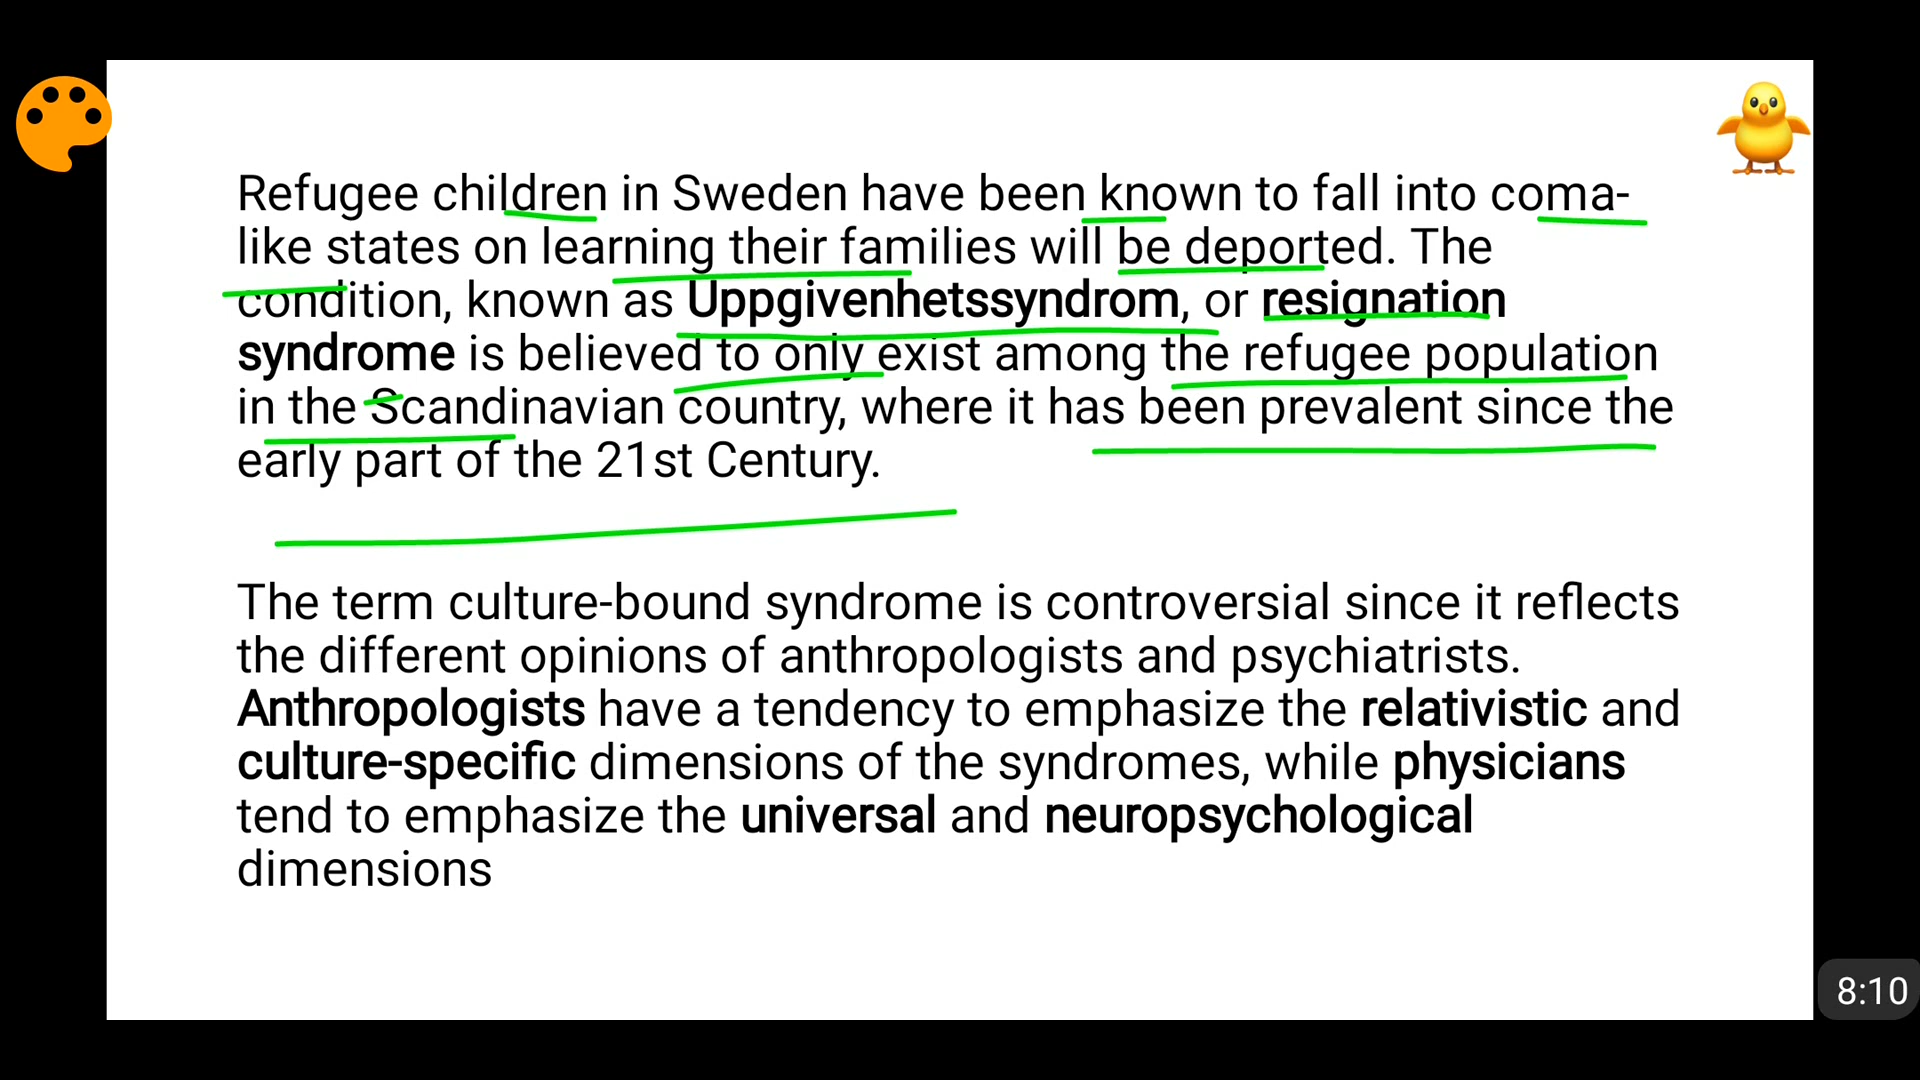 Refugee children in Sweden have been known to fall into coma-
like states on learning their families will be deported. The
condition, known as Uppgivenhetssyndrom, or resignation
syndrome is believed to only exist among the refugee population
in the Scandinavian country, where it has been prevalent since the
early part of the 21st Century.
The term culture-bound syndrome is controversial since it reflects
the different opinions of anthropologists and psychiatrists.
Anthropologists have a tendency to emphasize the relativistic and
culture-specific dimensions of the syndromes, while physicians
tend to emphasize the universal and neuropsychological
dimensions
8:10